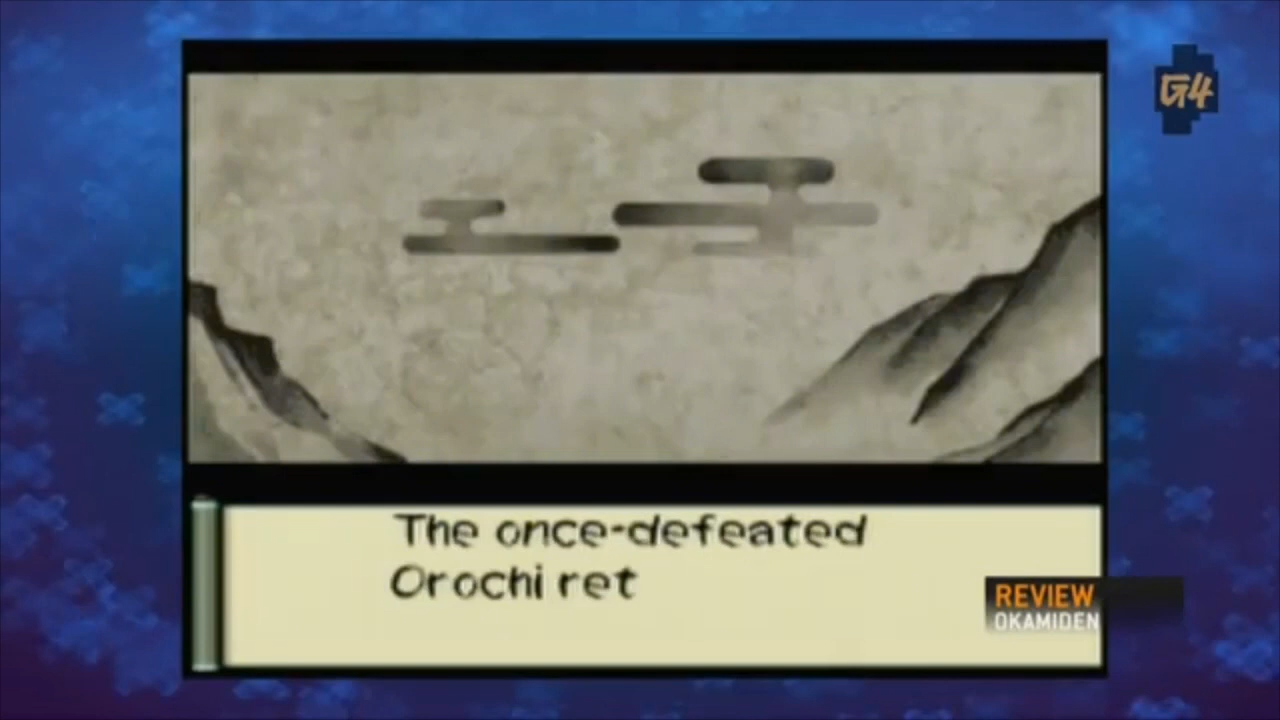 G4
The once-defeated
Orochi ret
REVIEW
OKAMIDEN